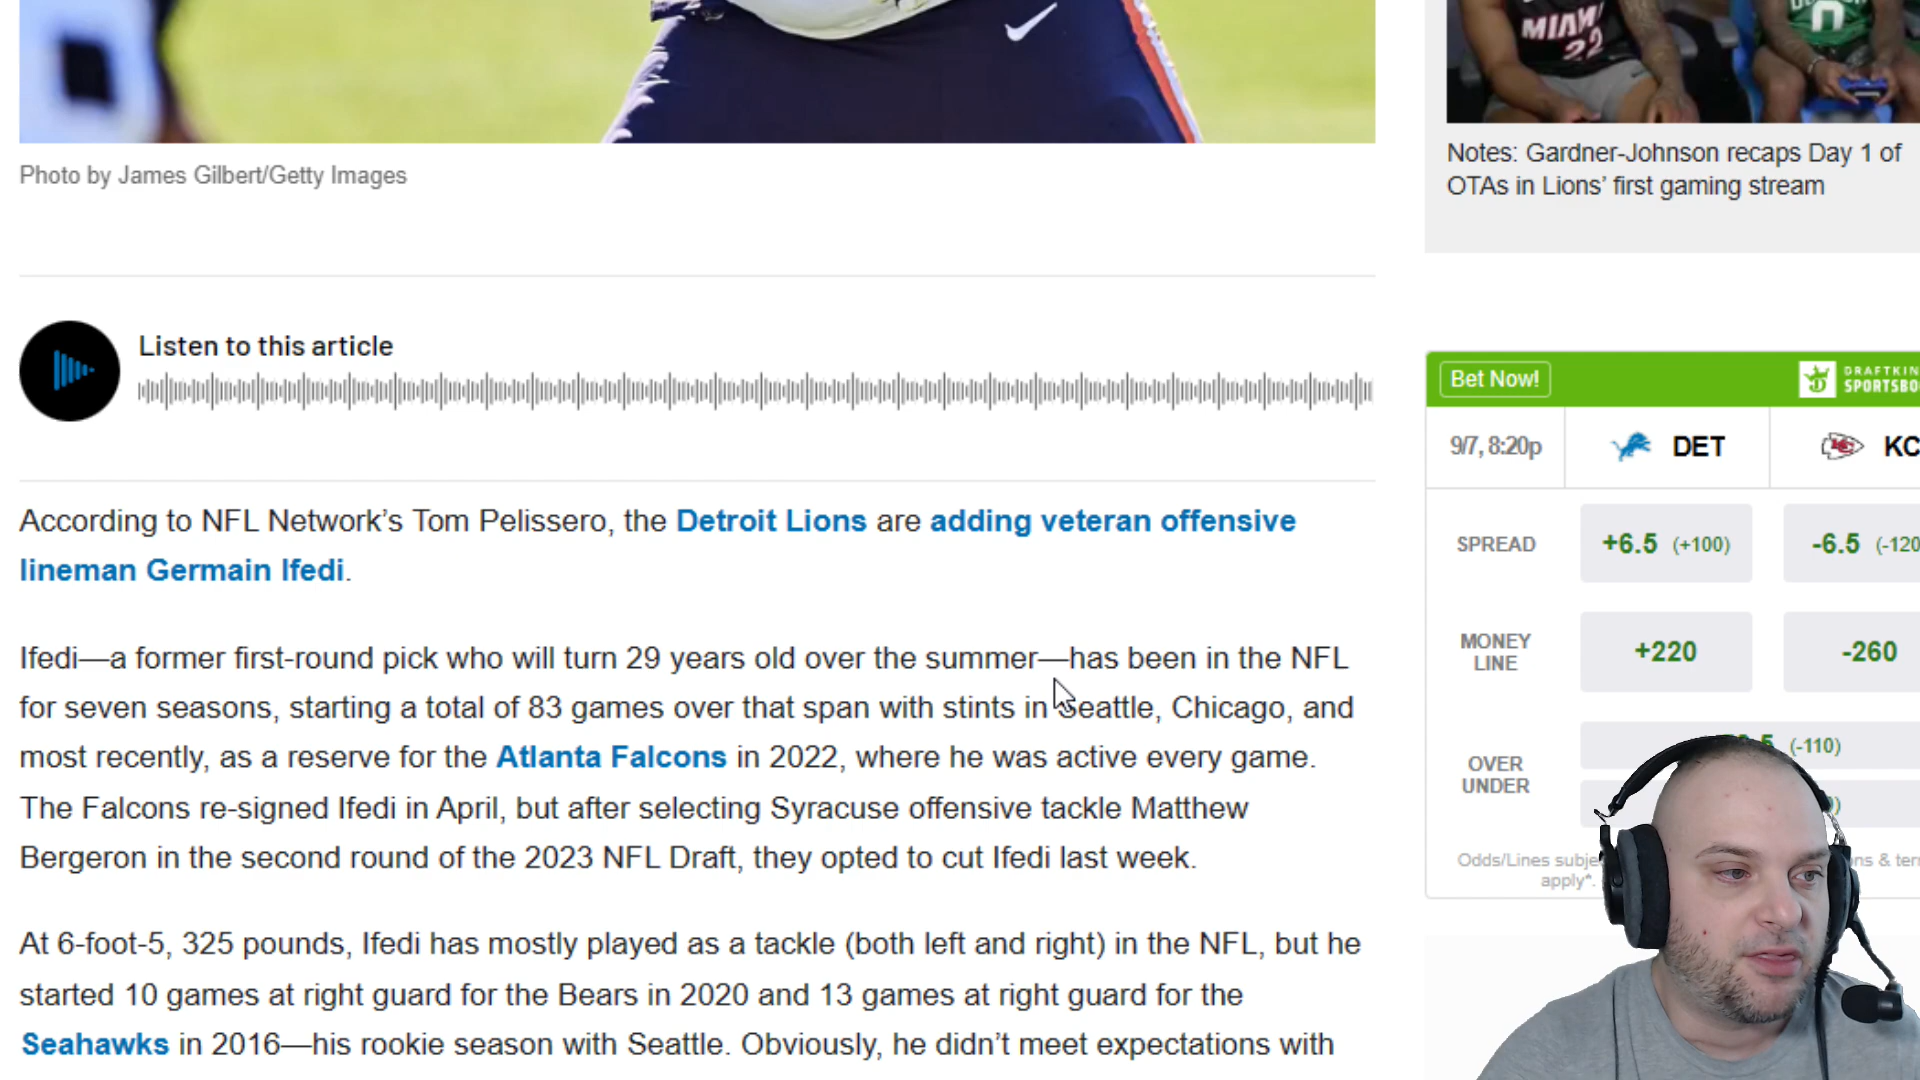 MIAMI
22
0
Photo by James Gilbert/Getty Images
Notes: Gardner-Johnson recaps Day 1 of
OTAs in Lions’ first gaming stream
Listen to this article
Bet Now!
9/7, 8:20p
DET
KC
SPREAD
+6.5 (+100)
-6.5 (-120
MONEY
LINE
+220
-260
OVER
UNDER
(-110)
Odds/Lines
apply*.
According to NFL Network’s Tom Pelissero, the Detroit Lions are adding veteran offensive
lineman Germain Ifedi.
Ifedi—a former first-round pick who will turn 29 years old over the summer—has been in the NFL
for seven seasons, starting a total of 83 games over that span with stints in Seattle, Chicago, and
most recently, as a reserve for the Atlanta Falcons in 2022, where he was active every game.
The Falcons re-signed Ifedi in April, but after selecting Syracuse offensive tackle Matthew
Bergeron in the second round of the 2023 NFL Draft, they opted to cut Ifedi last week.
At 6-foot-5, 325 pounds, Ifedi has mostly played as a tackle (both left and right) in the NFL, but he
started 10 games at right guard for the Bears in 2020 and 13 games at right guard for the
Seahawks in 2016—his rookie season with Seattle. Obviously, he didn’t meet expectations with